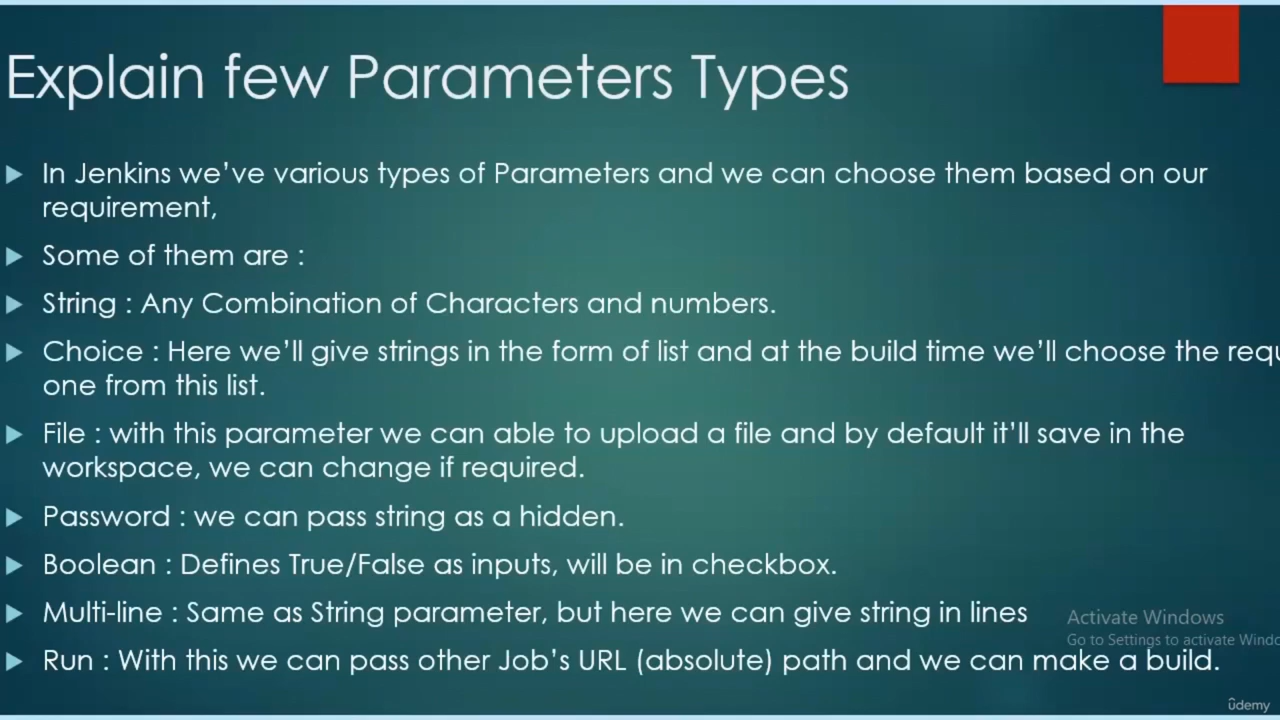 Explain few Parameters Types
In Jenkins we've various types of Parameters and we can choose them based on our
requirement,
Some of them are :
String : Any Combination of Characters and numbers.
Choice : Here we'll give strings in the form of list and at the build time we'll choose the
one from this list.
File : with this parameter we can able to upload a file and by default it'll save in the
workspace, we can change if required.
Password : we can pass string as a hidden.
Boolean : Defines True/False as inputs, will be in checkbox.
Multi-line : Same as String parameter, but here we can give string in lines
Activate Windows
Go to Settings to activate
Run : With this we can pass other Job's URL (absolute) path and we can make a build.
ûdemy